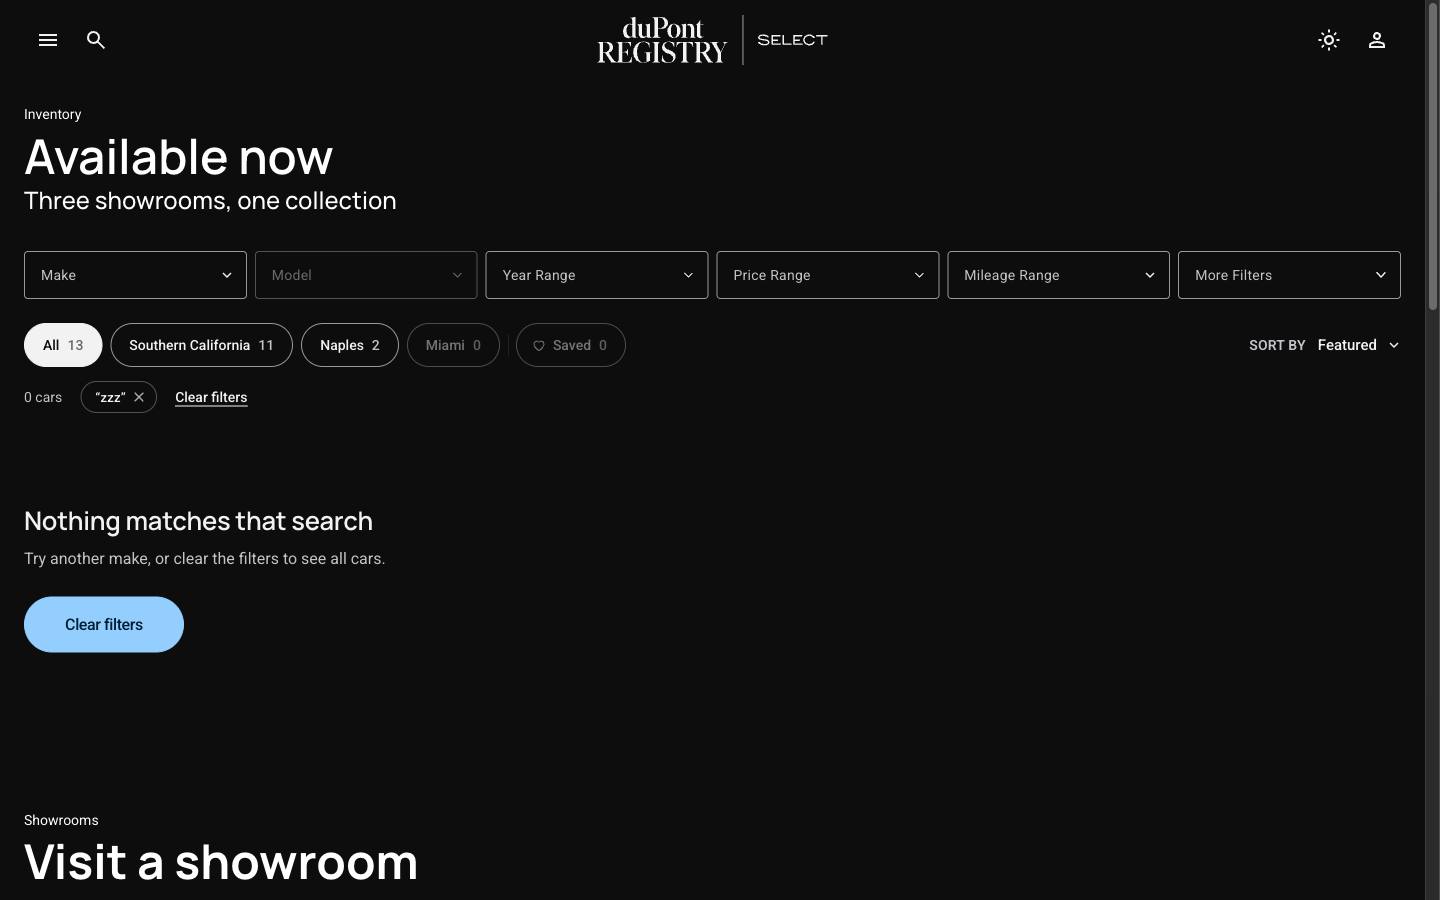 duPont
REGISTRY
SELECT
Inventory
Available now
Three showrooms, one collection
Make
Model
Year Range
Price Range
Mileage Range
More Filters
All 13
Southern California 11
Naples 2
Miami 0
Saved 0
SORT BY Featured
0 cars
“zzz”
Clear filters
Nothing matches that search
Try another make, or clear the filters to see all cars.
Clear filters
Showrooms
Visit a showroom